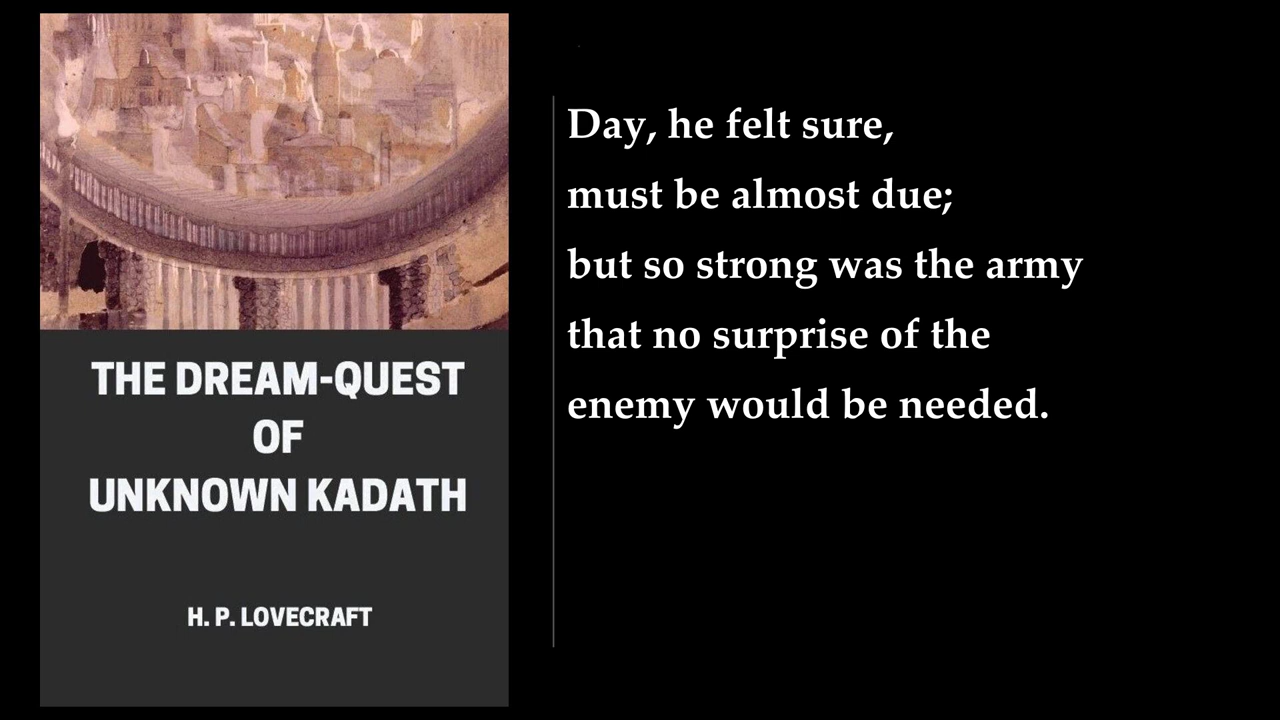 THE DREAM-QUEST
OF
UNKNOWN KADATH
H. P. LOVECRAFT
Day, he felt sure,
must be almost due;
but so strong was the army
that no surprise of the
enemy would be needed.